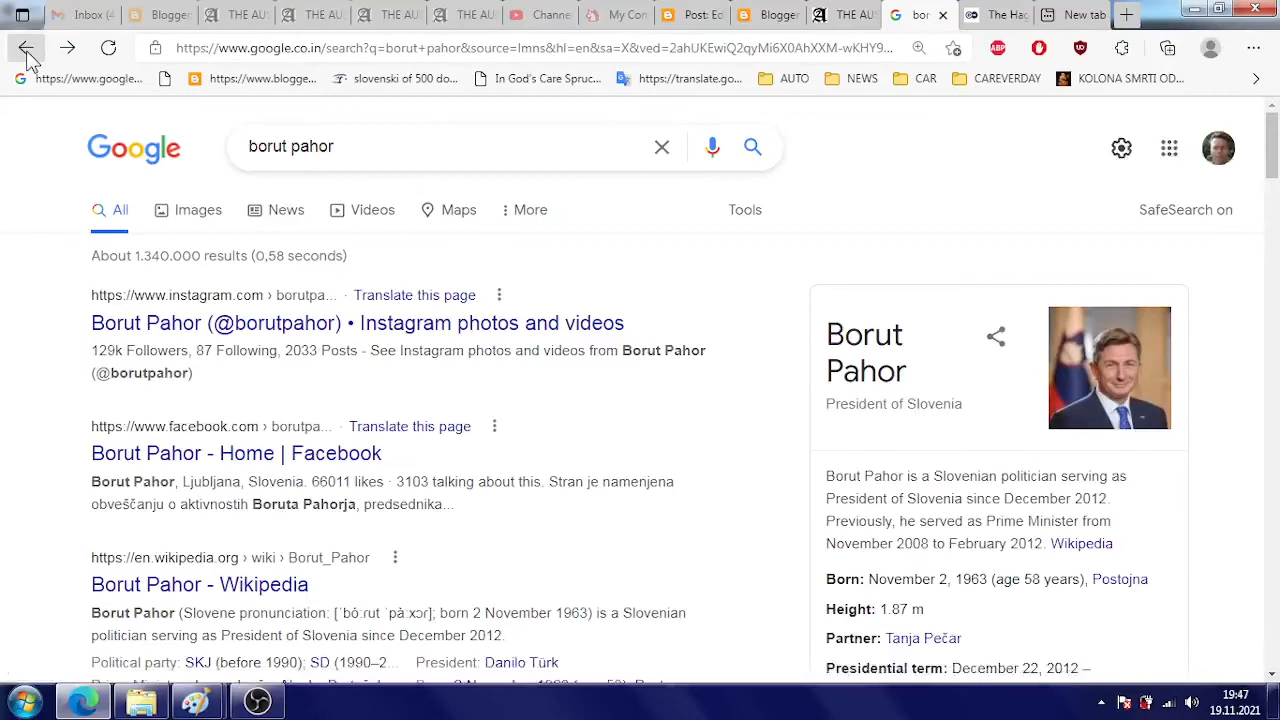 Gmail (4
Blogger
THE AUS
THE AUS
THE AUS
THE AUS
Channe
My Con
Post: Ed
Blogger
THE AUS
bor
The Hag
New tab
https://www.google.co.in/search?q=borut+pahor&source=lmns&hl=en&sa=X&ved=2ahUKEwiQ2qyMi6X0AhXXM-wKHY9...
ABP
https://www.google...
https://www.blogge...
slovenski of 500 do...
In God's Care Spruc...
https://translate.go...
AUTO
NEWS
CAR
CAREVERDAY
KOLONA SMRTI OD...
Google
borut pahor
All
Images
News
Videos
Maps
More
Tools
SafeSearch on
About 1.340.000 results (0,58 seconds)
https://www.instagram.com › borutpa... · Translate this page
Borut Pahor (@borutpahor) • Instagram photos and videos
129k Followers, 87 Following, 2033 Posts - See Instagram photos and videos from Borut Pahor
(@borutpahor)
https://www.facebook.com › borutpa... · Translate this page
Borut Pahor - Home | Facebook
Borut Pahor, Ljubljana, Slovenia. 66011 likes · 3103 talking about this. Stran je namenjena
obveščanju o aktivnostih Boruta Pahorja, predsednika...
https://en.wikipedia.org › wiki › Borut_Pahor
Borut Pahor - Wikipedia
Borut Pahor (Slovene pronunciation: [ˈbóːrut ˈpàːxɔɾ]; born 2 November 1963) is a Slovenian
politician serving as President of Slovenia since December 2012.
Political party: SKJ (before 1990); SD (1990–2... President: Danilo Türk
Borut
Pahor
President of Slovenia
Borut Pahor is a Slovenian politician serving as
President of Slovenia since December 2012.
Previously, he served as Prime Minister from
November 2008 to February 2012. Wikipedia
Born: November 2, 1963 (age 58 years), Postojna
Height: 1.87 m
Partner: Tanja Pečar
Presidential term: December 22, 2012 –
19:47
19.11.2021